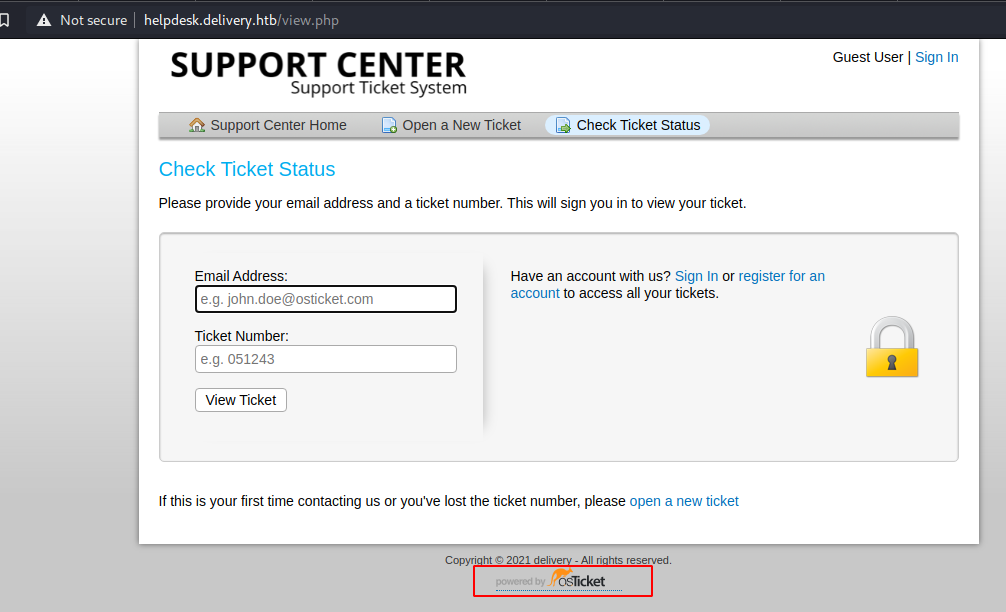 Not secure | helpdesk.delivery.htb/view.php
SUPPORT CENTER
Support Ticket System
Guest User | Sign In
Support Center Home
Open a New Ticket
Check Ticket Status
Check Ticket Status
Please provide your email address and a ticket number. This will sign you in to view your ticket.
Email Address:
e.g. john.doe@osticket.com
Ticket Number:
e.g. 051243
View Ticket
Have an account with us? Sign In or register for an
account to access all your tickets.
If this is your first time contacting us or you've lost the ticket number, please open a new ticket
Copyright © 2021 delivery - All rights reserved.
powered by osTicket